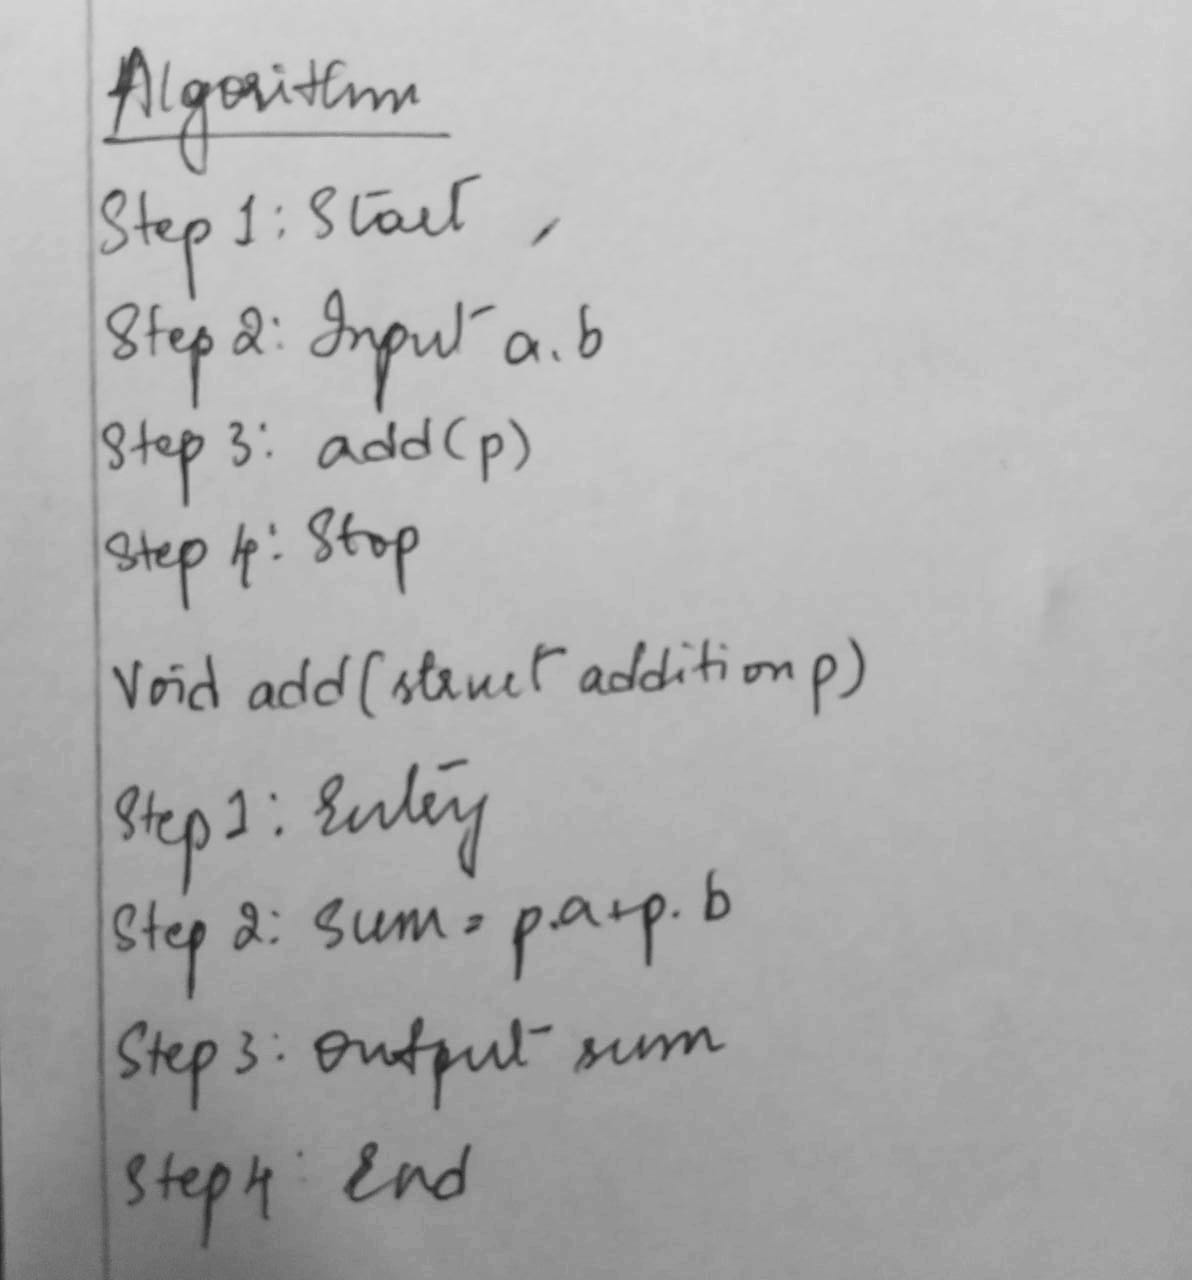 Algorithm
Step 1: Start
Step 2: Input a.b
Step 3: add(p)
Step 4: Stop
Void add(struct addition p)
Step 1: Entry
Step 2: Sum = p.a+p.b
Step 3: Output sum
Step 4: End